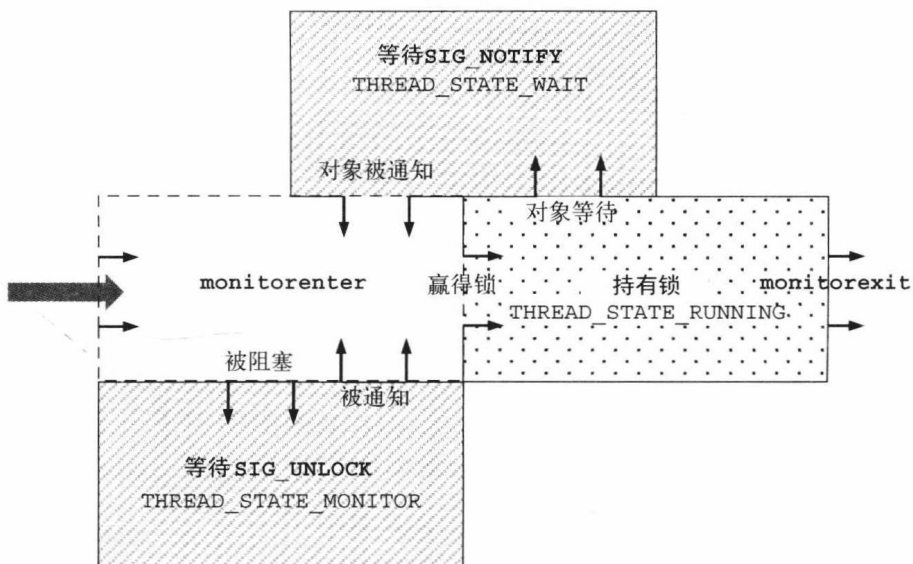 等待SIG_NOTIFY
THREAD_STATE_WAIT
对象被通知
对象等待
monitorenter
赢得锁
持有锁
monitorexit
THREAD_STATE_RUNNING
被阻塞
被通知
等待SIG_UNLOCK
THREAD_STATE_MONITOR